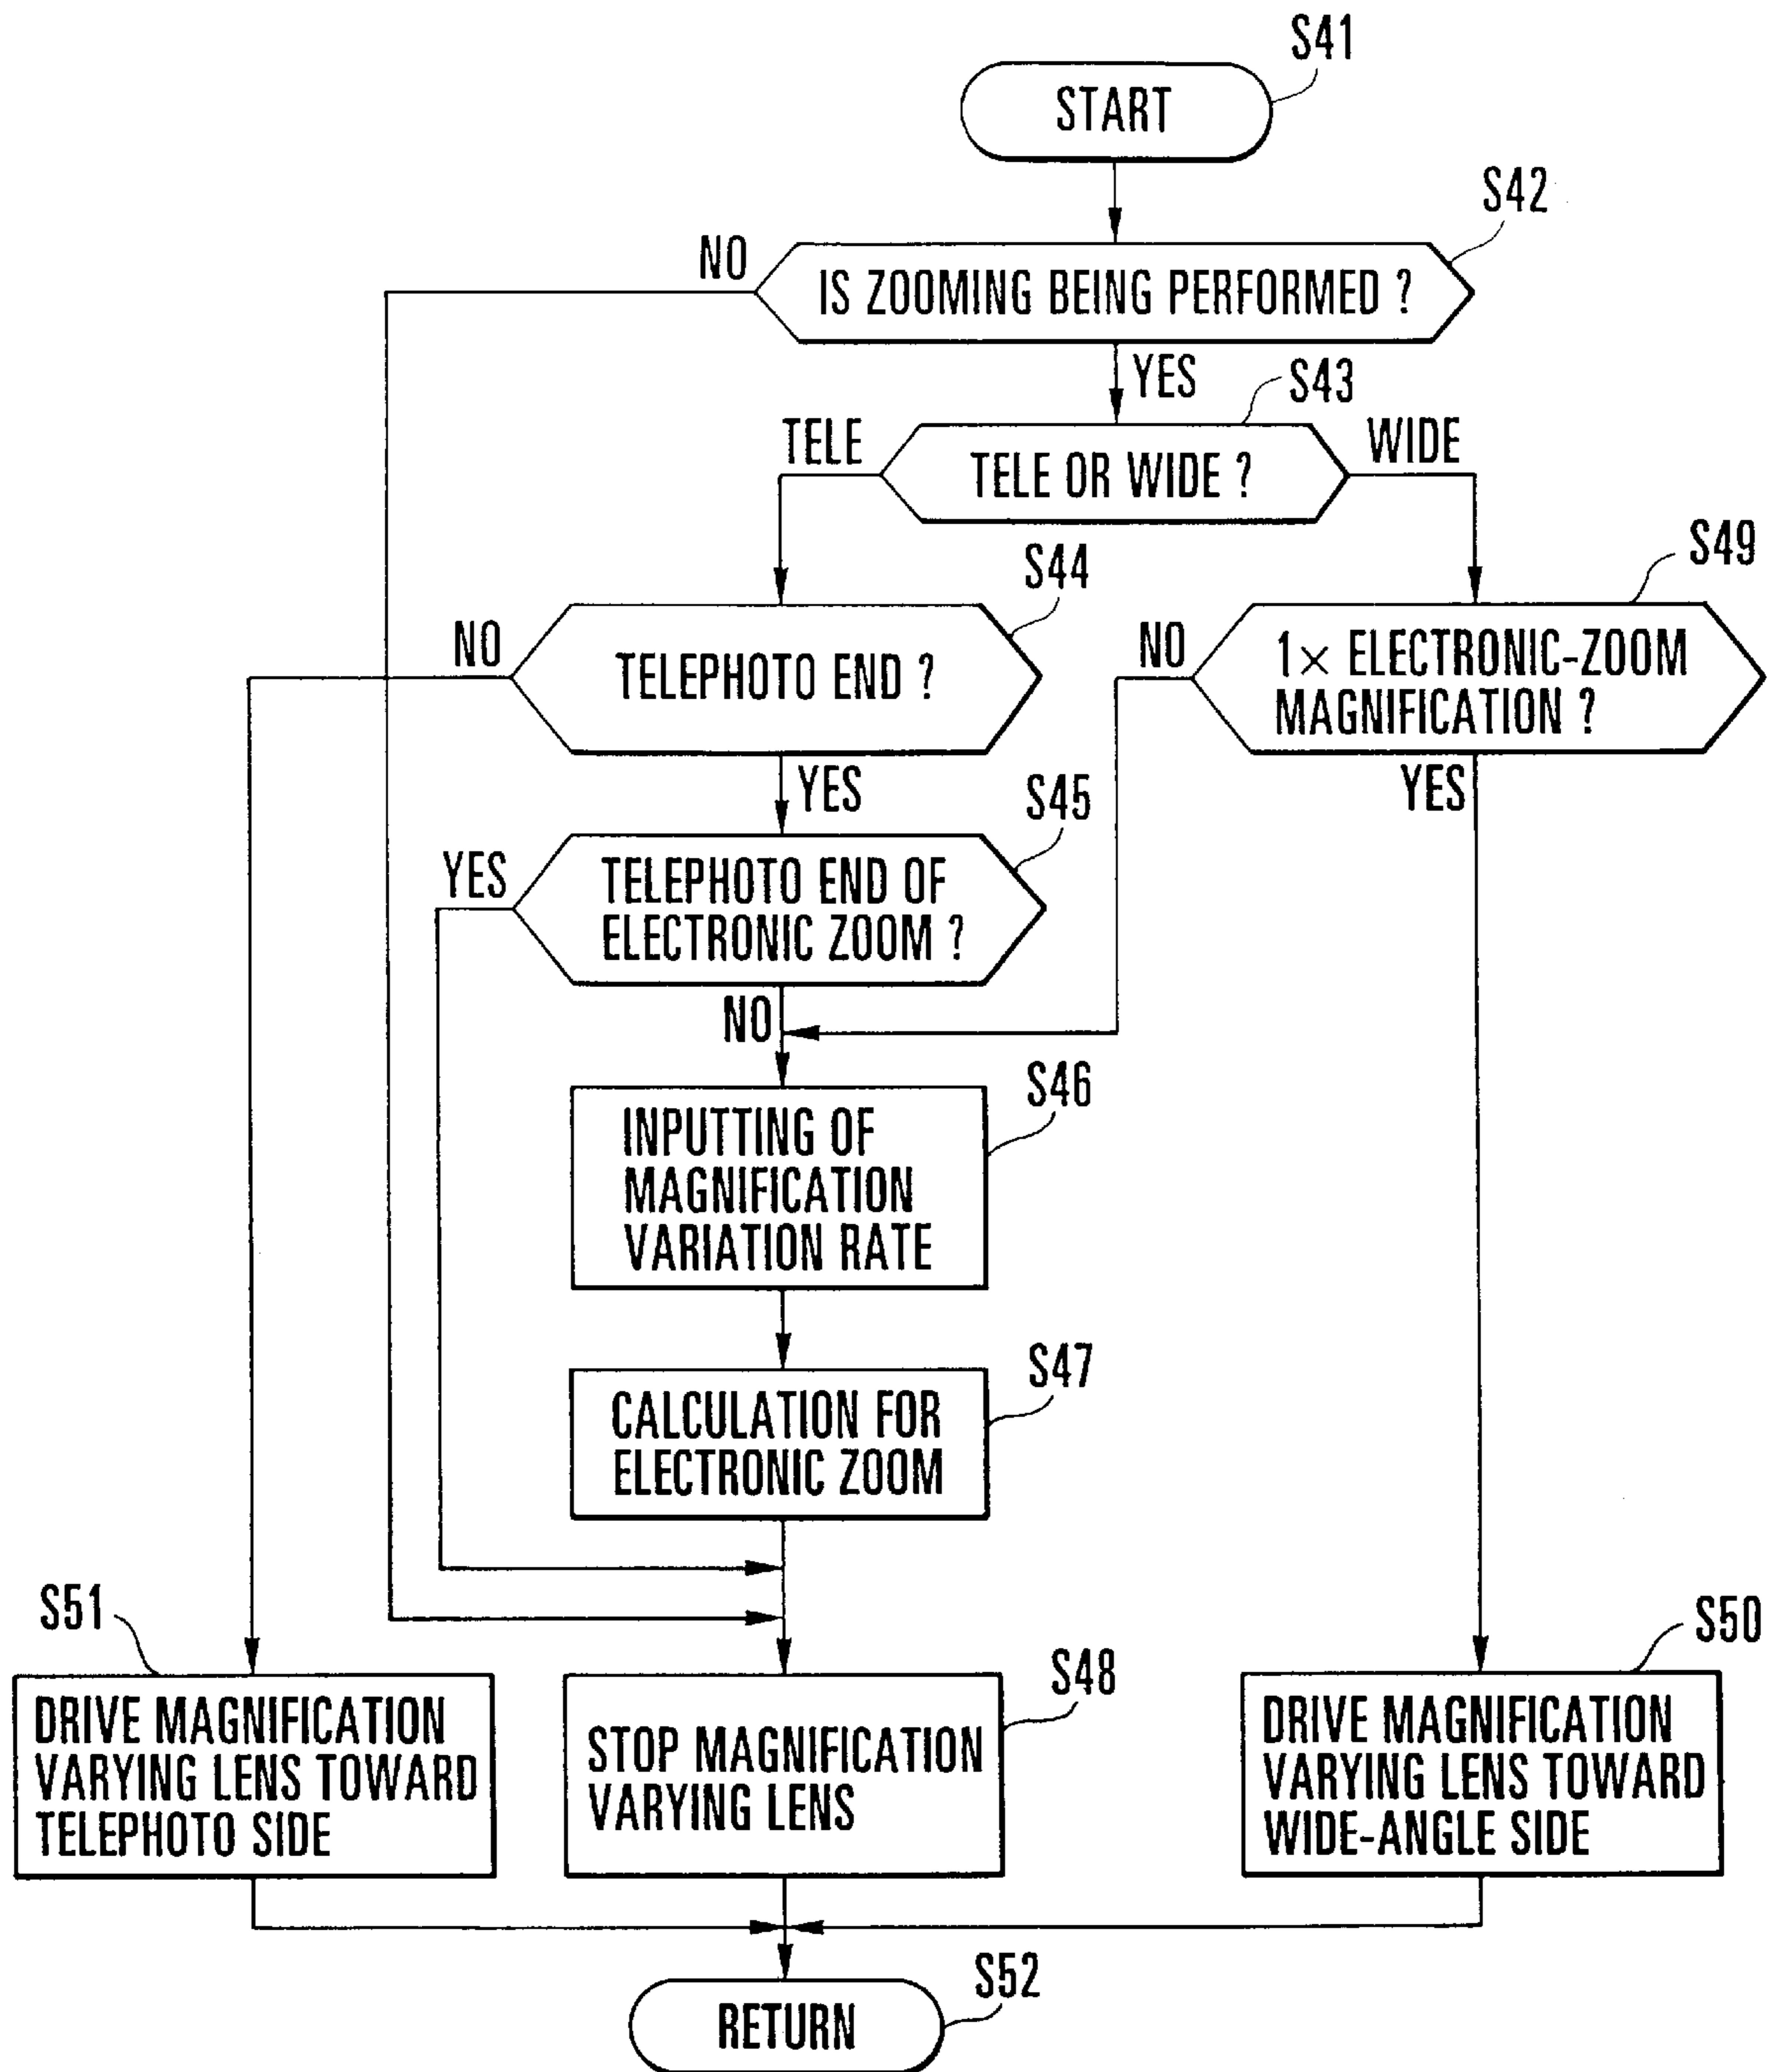 S41
START
S42
NO
IS ZOOMING BEING PERFORMED ?
YES
S43
TELE
WIDE
TELE OR WIDE ?
S44
S49
NO
TELEPHOTO END ?
NO
1× ELECTRONIC-ZOOM
MAGNIFICATION ?
YES
YES
S45
YES
TELEPHOTO END OF
ELECTRONIC ZOOM ?
NO
S46
INPUTTING OF
MAGNIFICATION
VARIATION RATE
S47
CALCULATION FOR
ELECTRONIC ZOOM
S51
DRIVE MAGNIFICATION
VARYING LENS TOWARD
TELEPHOTO SIDE
S48
STOP MAGNIFICATION
VARYING LENS
S50
DRIVE MAGNIFICATION
VARYING LENS TOWARD
WIDE-ANGLE SIDE
S52
RETURN